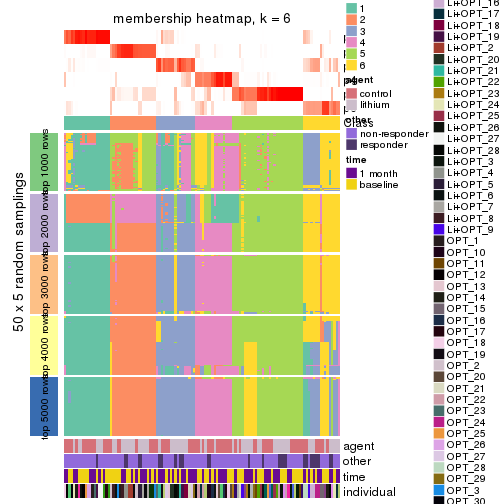 membership heatmap, k = 6
50 x 5 random samplings
top 1000 rows
top 2000 rows
top 3000 rows
top 4000 rows
top 5000 rows
Class
agent
other
time
individual
1
2
3
4
5
6
agent
control
lithium
other
non-responder
responder
time
1 month
baseline
Li+OPT_16
Li+OPT_17
Li+OPT_18
Li+OPT_19
Li+OPT_2
Li+OPT_20
Li+OPT_21
Li+OPT_22
Li+OPT_23
Li+OPT_24
Li+OPT_25
Li+OPT_26
Li+OPT_27
Li+OPT_28
Li+OPT_3
Li+OPT_4
Li+OPT_5
Li+OPT_6
Li+OPT_7
Li+OPT_8
Li+OPT_9
OPT_1
OPT_10
OPT_11
OPT_12
OPT_13
OPT_14
OPT_15
OPT_16
OPT_17
OPT_18
OPT_19
OPT_2
OPT_20
OPT_21
OPT_22
OPT_23
OPT_24
OPT_25
OPT_26
OPT_27
OPT_28
OPT_29
OPT_3
OPT_30